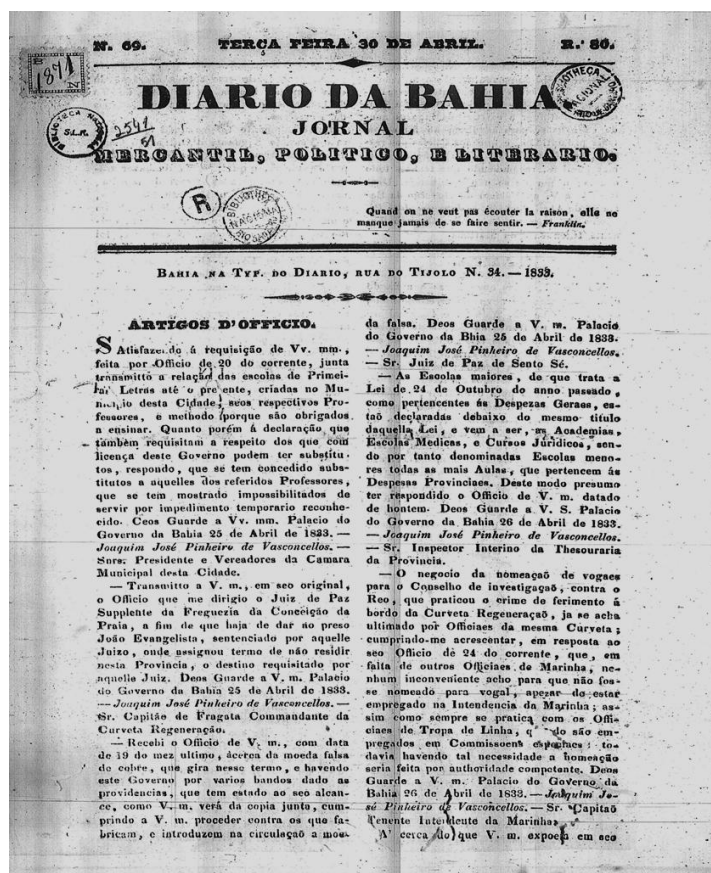 N. 69.
TERÇA FEIRA 30 DE ABRIL.
R.ˢ 80.
1871
2541
51
DIARIO DA BAHIA
JORNAL
MERCANTIL, POLITICO, E LITERARIO.
R
Quand on ne veut pas écouter la raison, elle ne
manque jamais de se faire sentir. — Franklin.
BAHIA NA TYP. DO DIARIO, RUA DO TIJOLO N. 34. — 1833.
ARTIGOS D'OFFICIO.
SAtisfazendo á requisição de Vv. mm.,
feita por Officio de 20 do corrente, junta
transmitto a relação das escolas de Primei-
ras Letras até o presente, criadas no Mu-
nicipio desta Cidade, seos respectivos Pro-
fessores, e methodo porque são obrigados
a ensinar. Quanto porém á declaração, que
também requisitam a respeito dos que com
licença deste Governo podem ter substitu-
tos, respondo, que se tem concedido subs-
titutos a aquelles dos referidos Professores,
que se tem mostrado impossibilitados de
servir por impedimento temporario reconhe-
cido. Ceos Guarde a Vv. mm. Palacio do
Governo da Bahia 25 de Abril de 1833. —
Joaquim José Pinheiro de Vasconcellos. —
Snrs. Presidente e Vereadores da Camara
Municipal desta Cidade.
— Transmitto a V. m., em seo original,
o Officio que me dirigio o Juiz de Paz
Supplente da Freguezia da Conceição da
Praia, a fim de que haja de dar ao preso
João Evangelista, sentenciado por aquelle
Juizo, onde assignou termo de não residir
nesta Provincia, o destino requisitado por
aquelle Juiz. Deos Guarde a V. m. Palacio
do Governo da Bahia 25 de Abril de 1833.
— Joaquim José Pinheiro de Vasconcellos. —
Sr. Capitão de Fragata Commandante da
Curveta Regeneração.
— Recebi o Officio de V. m., com data
de 19 do mez ultimo, ácerca da moeda falsa
de cobre, que gira nesse termo, e havendo
este Governo por varios bandos dado as
providencias, que tem estado ao seo alcan-
ce, como V. m. verá da copia junto, cum-
prindo a V. m. proceder contra os que fa-
bricam, e introduzem na circulação a moe-
da falsa. Deos Guarde a V. m. Palacio
do Governo da Bhia 25 de Abril de 1833.
— Joaquim José Pinheiro de Vasconcellos.
— Sr. Juiz de Paz de Sento Sé.
— As Escolas maiores, de que trata a
Lei de 24 de Outubro do anno passado,
como pertencentes ás Despezas Geraes, es-
taõ declaradas debaixo do mesmo titulo
daquella Lei, e vem a ser, as Academias,
Escolas Medicas, e Cursos Júridicos, sen-
do por tanto denominadas Escolas meno-
res todas as mais Aulas, que pertencem ás
Despesas Provinciaes. Deste modo presumo
ter respondido o Officio de V. m. datado
de hontem. Deos Guarde a V. S. Palacio
do Governo da Bahia 26 de Abril de 1833.
— Joaquim José Pinheiro de Vasconcellos.
— Sr. Inspector Interino da Thesouraria
da Provincia.
— O negocio da nomeaçaõ de vogaes
para o Conselho de investigaçaõ, contra o
Reo, que praticou o crime de ferimento á
bordo da Curveta Regeneraçaõ, ja se acha
ultimado por Officiaes da mesma Curveta;
cumprindo-me acrescentar, em resposta ao
seo Officio de 24 do corrente, que, em
falta de outros Officiaes de Marinha, ne-
nhum inconveniente acho para que não fos-
se nomeado para vogal, apezar do estar
empregado na Intendencia da Marinha; as-
sim como sempre se pratica com os Offi-
ciaes de Tropa de Linha, do são em-
pregados em Commissoens : to-
davia havendo tal necessidade a nomeação
seria feita por authoridade competente. Deos
Guarde a V. m. Palacio do Governo da
Bahia 26 de Abril de 1833. — Joaquim Jo-
sé Pinheiro de Vasconcellos. — Sr. Capitaõ
Tenente Intendente da Marinha.
A' cerca do que V. m. expoem em seo